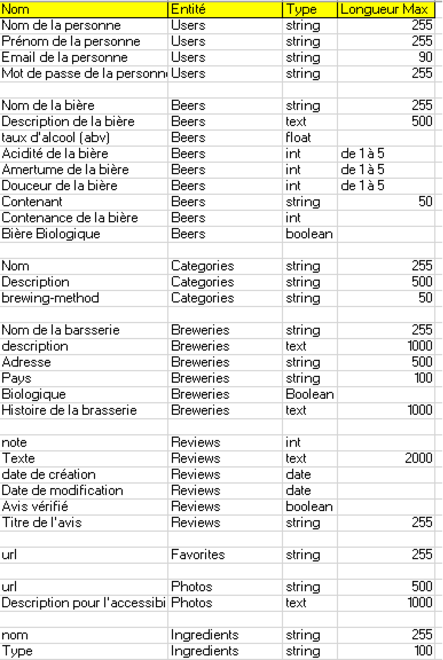 Nom Entité Type Longueur Max
Nom de la personne Users string 255
Prénom de la personne Users string 255
Email de la personne Users string 90
Mot de passe de la personn Users string 255
Nom de la bière Beers string 255
Description de la bière Beers text 500
taux d'alcool (abv) Beers float
Acidité de la bière Beers int de 1 à 5
Amertume de la bière Beers int de 1 à 5
Douceur de la bière Beers int de 1 à 5
Contenant Beers string 50
Contenance de la bière Beers int
Bière Biologique Beers boolean
Nom Categories string 255
Description Categories string 500
brewing-method Categories string 50
Nom de la barsserie Breweries string 255
description Breweries text 1000
Adresse Breweries string 500
Pays Breweries string 100
Biologique Breweries Boolean
Histoire de la brasserie Breweries text 1000
note Reviews int
Texte Reviews text 2000
date de création Reviews date
Date de modification Reviews date
Avis vérifié Reviews boolean
Titre de l'avis Reviews string 255
url Favorites string 255
url Photos string 500
Description pour l'accessibi Photos text 1000
nom Ingredients string 255
Type Ingredients string 100